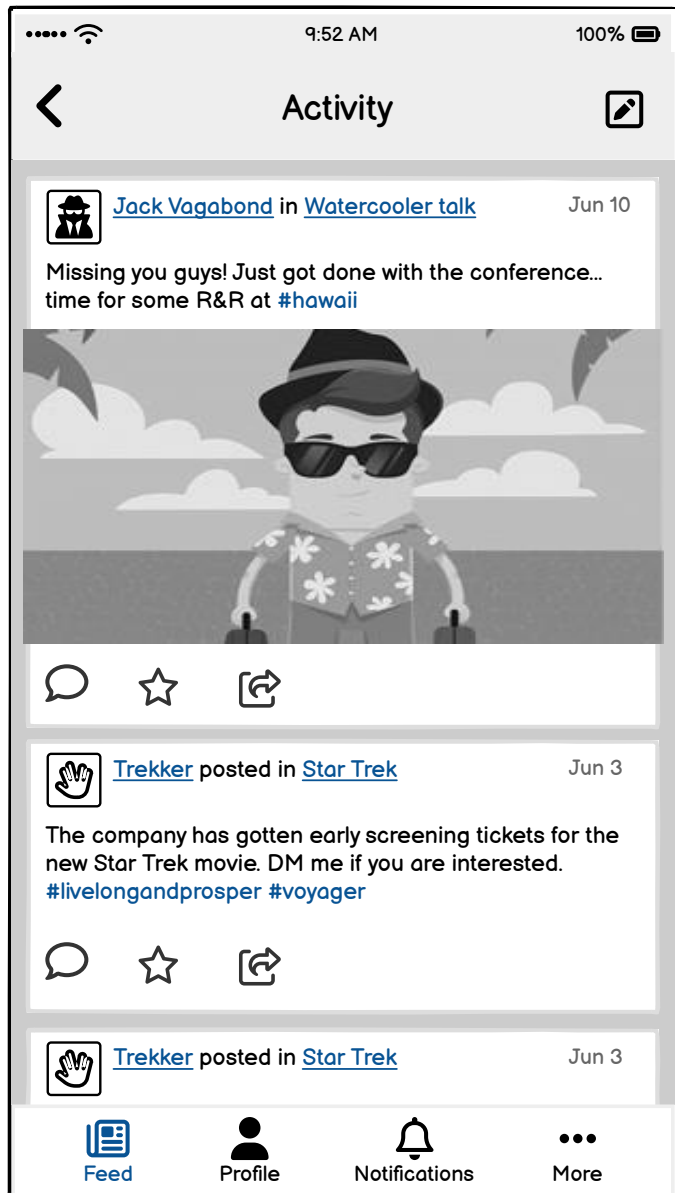 9:52 AM 100%
Activity
Jack Vagabond in Watercooler talk Jun 10
Missing you guys! Just got done with the conference...
time for some R&R at #hawaii
Trekker posted in Star Trek Jun 3
The company has gotten early screening tickets for the
new Star Trek movie. DM me if you are interested.
#livelongandprosper #voyager
Trekker posted in Star Trek Jun 3
Feed Profile Notifications More